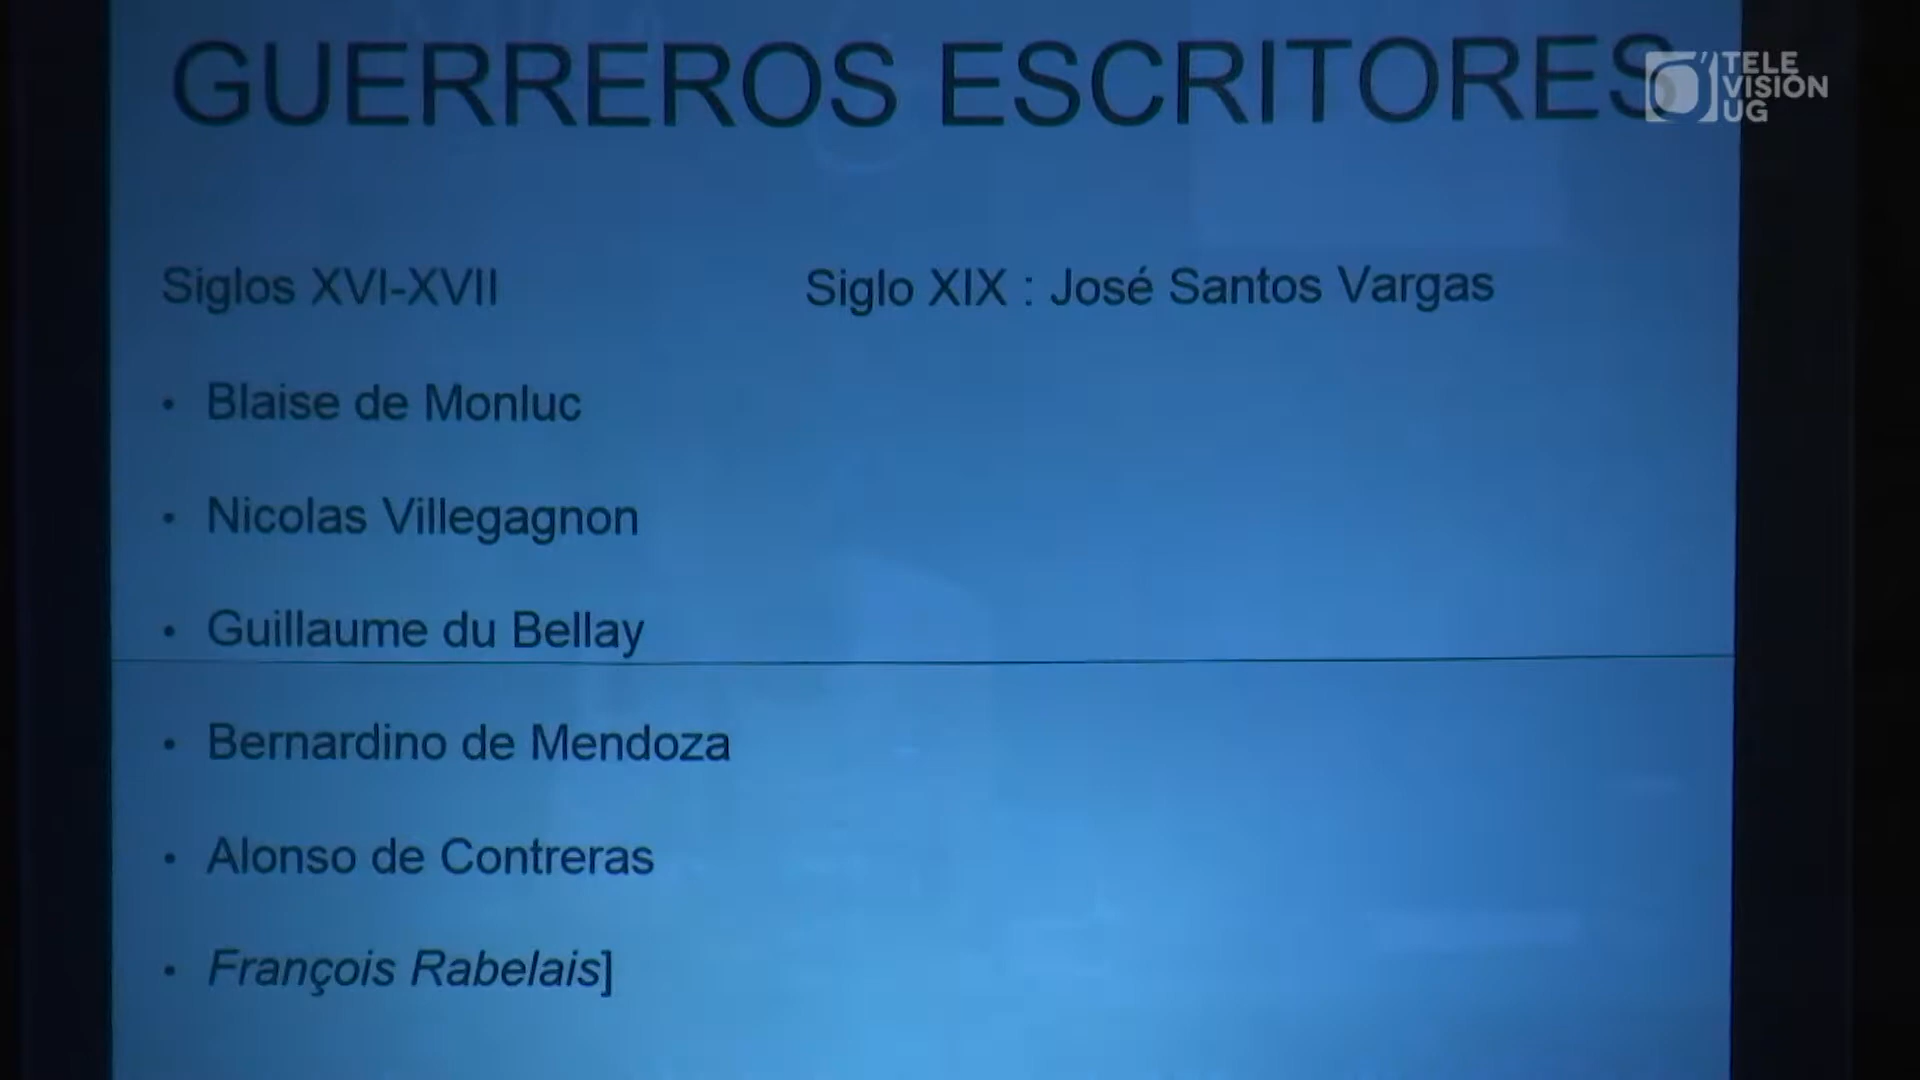 GUERREROS ESCRITORES
TELE
VISIÓN
UG
Siglos XVI-XVII
Siglo XIX : José Santos Vargas
• Blaise de Monluc
• Nicolas Villegagnon
• Guillaume du Bellay
• Bernardino de Mendoza
• Alonso de Contreras
• François Rabelais]